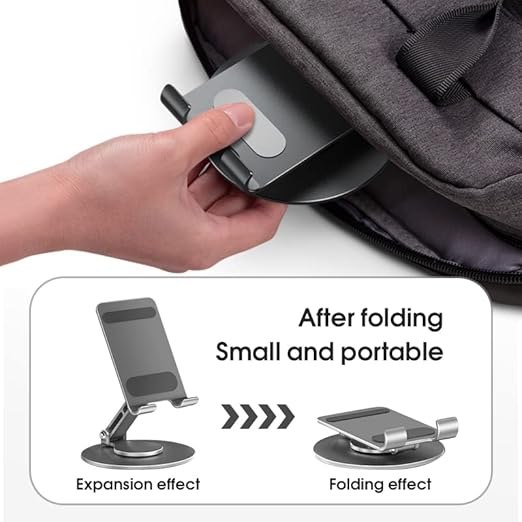 After folding
Small and portable
Expansion effect
Folding effect